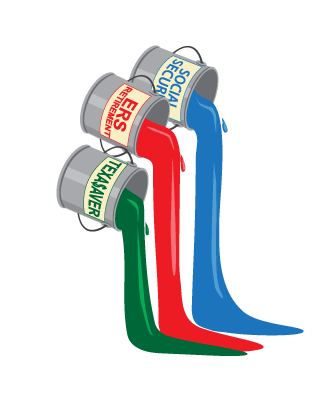 SOCIAL
SECUR
ERS
RETIREMENT
TEXA$AVER